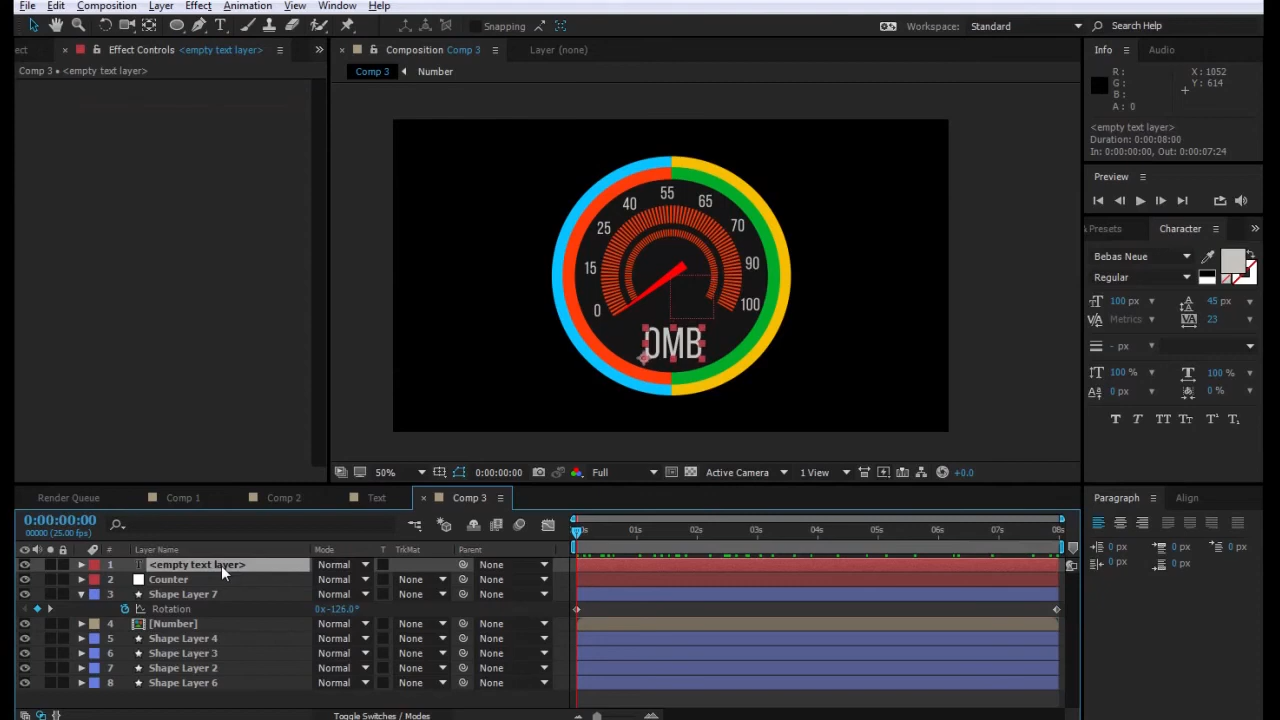 File Edit Composition Layer Effect Animation View Window Help
Snapping
Workspace: Standard
Search Help
ect × Effect Controls <empty text layer>
Comp 3 • <empty text layer>
× Composition Comp 3 Layer (none)
Comp 3 Number
Info Audio
R :
G :
B :
A : 0
X : 1052
Y : 614
<empty text layer>
Duration: 0:00:08:00
In: 0:00:00:00, Out: 0:00:07:24
Preview
& Presets Character
Bebas Neue
Regular
100 px 45 px
Metrics 23
- px
100 % 100 %
0 px 0 %
0 15 25 40 55 65 70 90 100
0MB
50% 0:00:00:00 Full Active Camera 1 View +0.0
Render Queue Comp 1 Comp 2 Text × Comp 3
Paragraph Align
0 px 0 px 0 px
0 px 0 px
0:00:00:00
00000 (25.00 fps)
01s 02s 03s 04s 05s 06s 07s 08s
# Layer Name Mode T TrkMat Parent
1 T <empty text layer> Normal None
2 Counter Normal None None
3 Shape Layer 7 Normal None None
Rotation 0x-126.0°
4 [Number] Normal None None
5 Shape Layer 4 Normal None None
6 Shape Layer 3 Normal None None
7 Shape Layer 2 Normal None None
8 Shape Layer 6 Normal None None
Toggle Switches / Modes